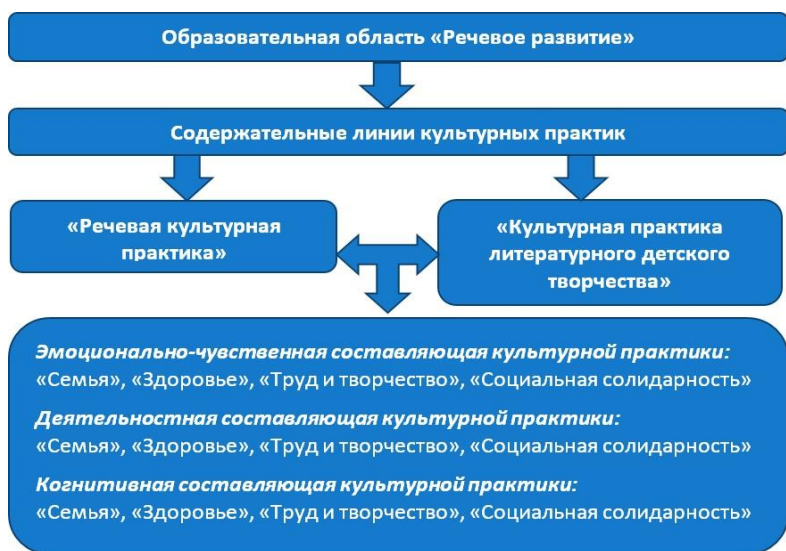 Образовательная область «Речевое развитие»
Содержательные линии культурных практик
«Речевая культурная
практика»
«Культурная практика
литературного детского
творчества»
Эмоционально-чувственная составляющая культурной практики:
«Семья», «Здоровье», «Труд и творчество», «Социальная солидарность»
Деятельностная составляющая культурной практики:
«Семья», «Здоровье», «Труд и творчество», «Социальная солидарность»
Когнитивная составляющая культурной практики:
«Семья», «Здоровье», «Труд и творчество», «Социальная солидарность»